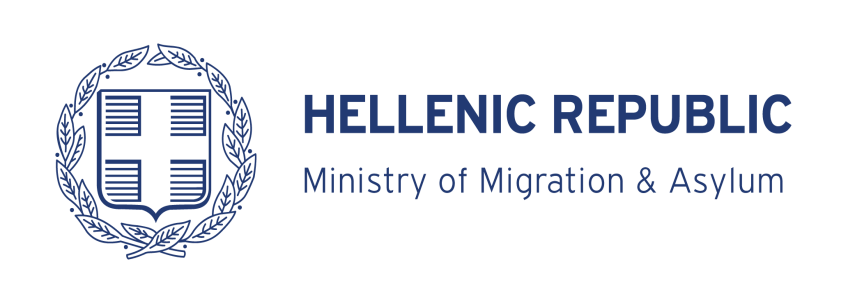 HELLENIC REPUBLIC
Ministry of Migration & Asylum